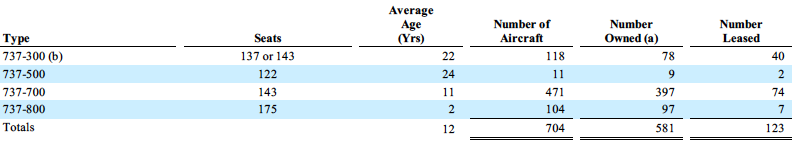 Average
Age Number of Number Number
Type Seats (Yrs) Aircraft Owned (a) Leased
737-300 (b) 137 or 143 22 118 78 40
737-500 122 24 11 9 2
737-700 143 11 471 397 74
737-800 175 2 104 97 7
Totals 12 704 581 123